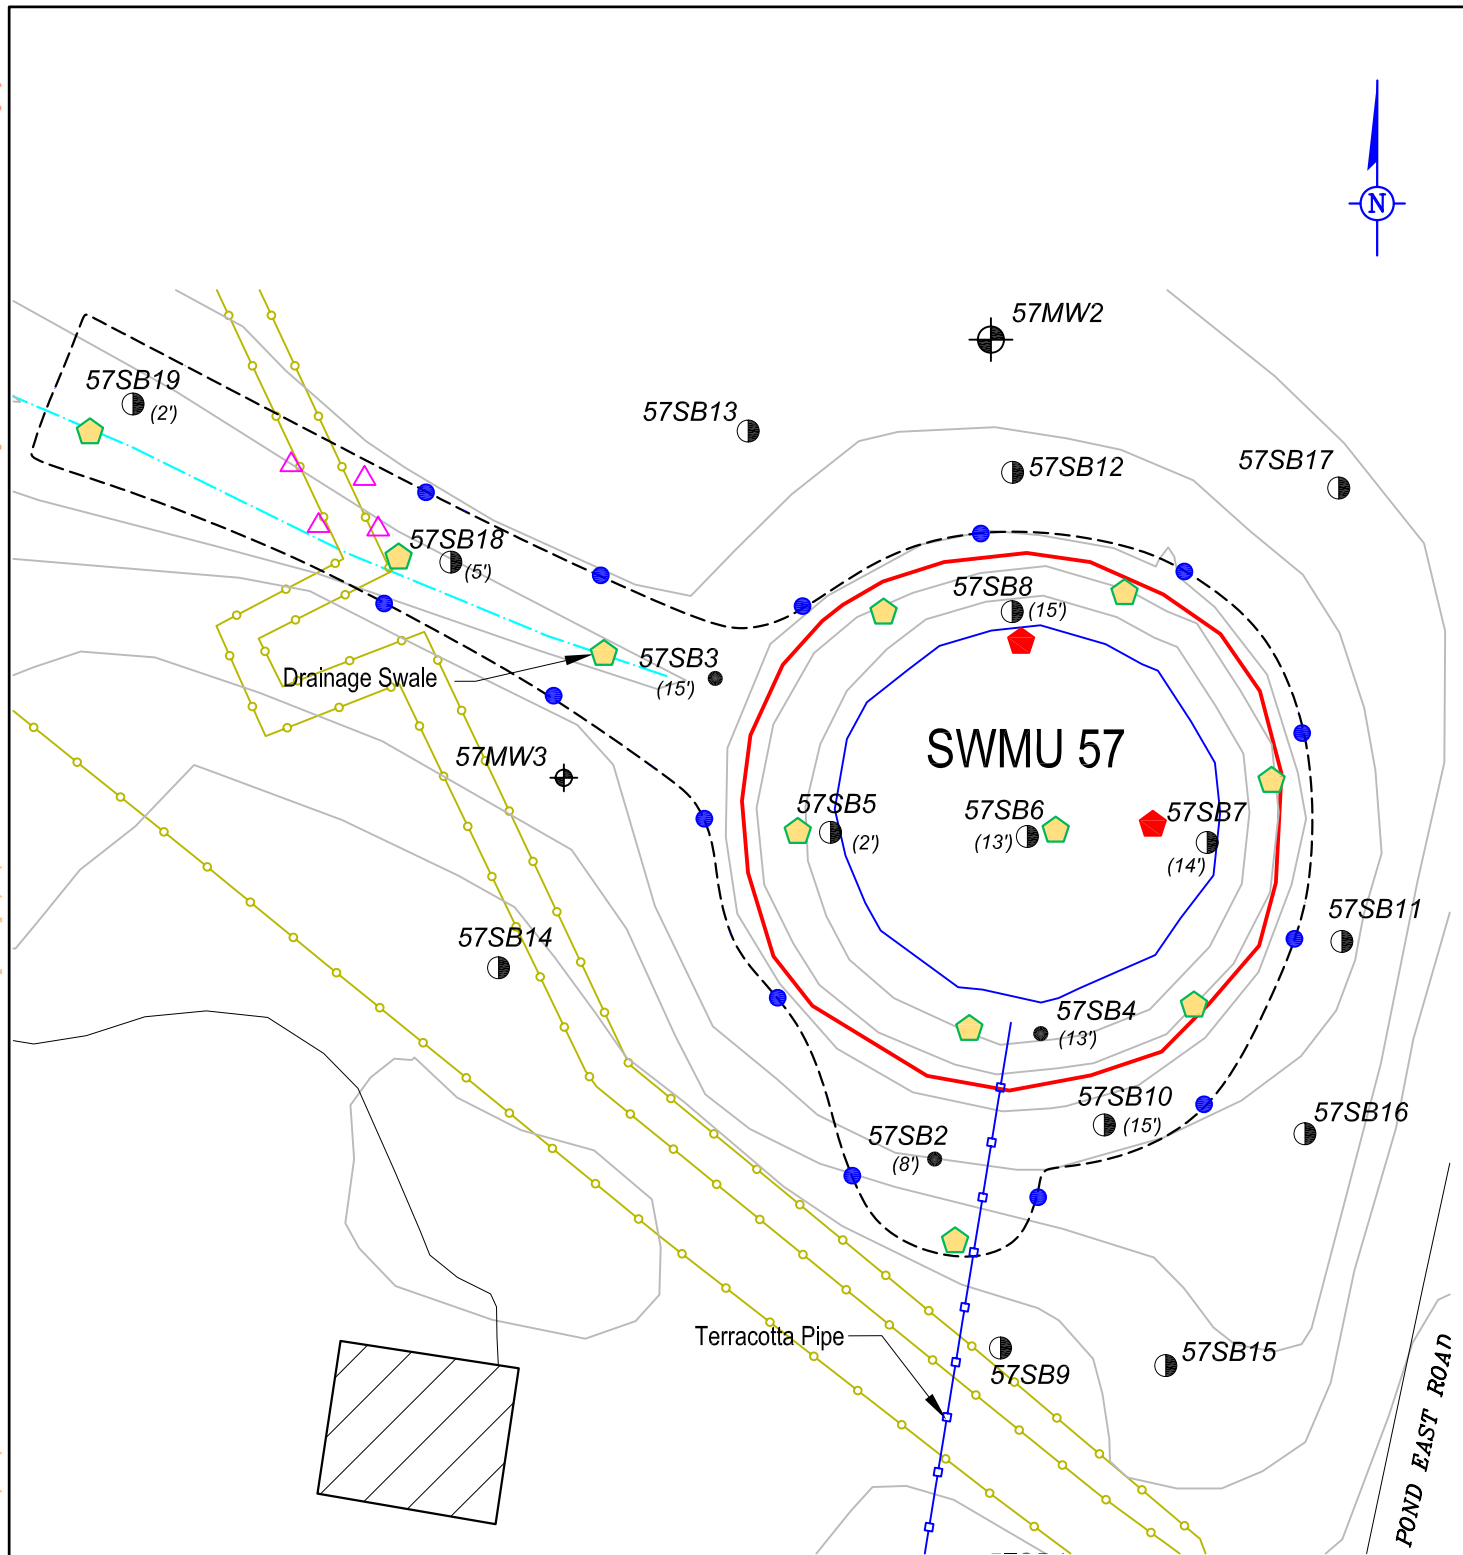 N
57MW2
57SB19
(2')
57SB13
57SB12
57SB17
57SB18
(5')
57SB8
(15')
57SB3
(15')
Drainage Swale
SWMU 57
57MW3
57SB5
(2')
57SB6
(13')
57SB7
(14')
57SB11
57SB14
57SB4
(13')
57SB10
(15')
57SB16
57SB2
(8')
Terracotta Pipe
57SB9
57SB15
POND EAST ROAD